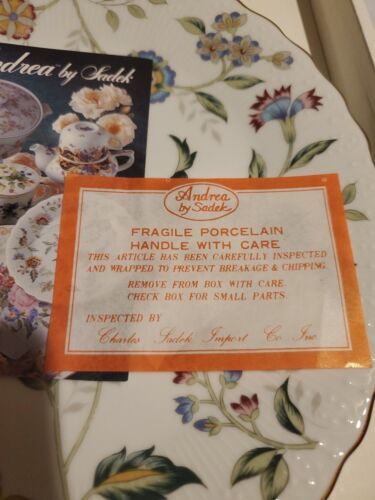 Andrea by Sadek
Andrea
by Sadek
FRAGILE PORCELAIN
HANDLE WITH CARE
THIS ARTICLE HAS BEEN CAREFULLY INSPECTED
AND WRAPPED TO PREVENT BREAKAGE & CHIPPING.
REMOVE FROM BOX WITH CARE.
CHECK BOX FOR SMALL PARTS.
INSPECTED BY
Charles Sadek Import Co. Inc.